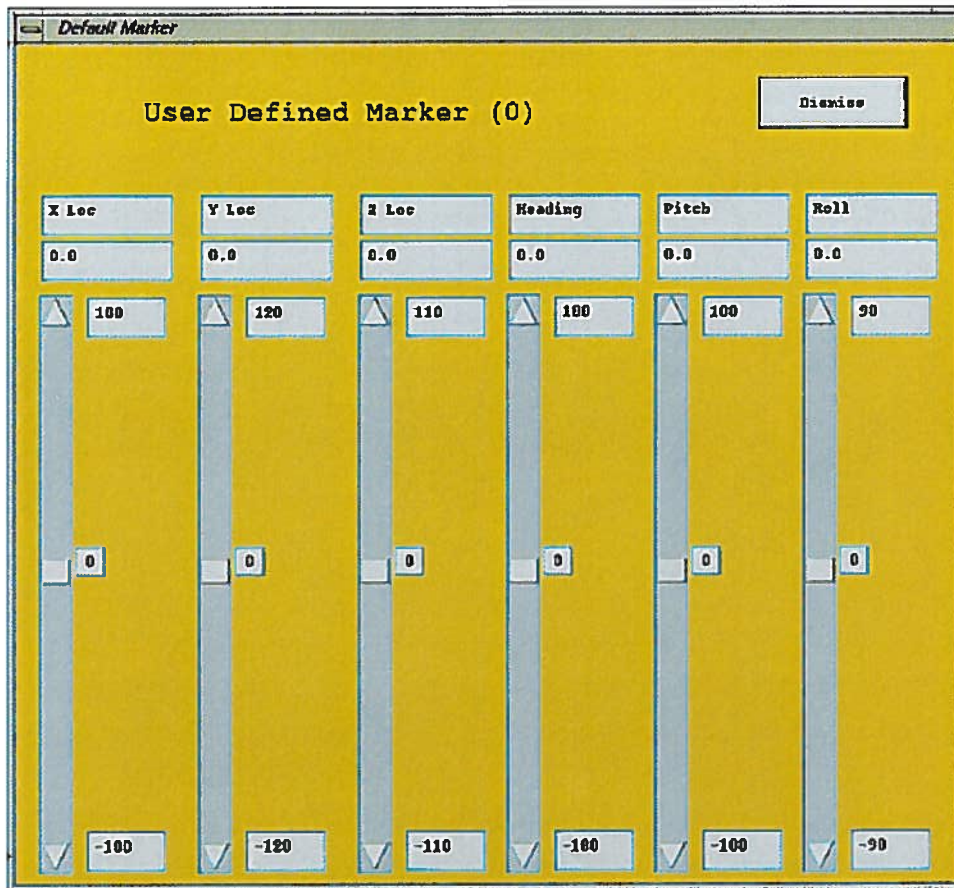 Default Marker
User Defined Marker (0)
Dismiss
X Loc Y Loc Z Loc Heading Pitch Roll
0.0 0.0 0.0 0.0 0.0 0.0
100 120 110 100 100 90
0 0 0 0 0 0
-100 -120 -110 -100 -100 -90